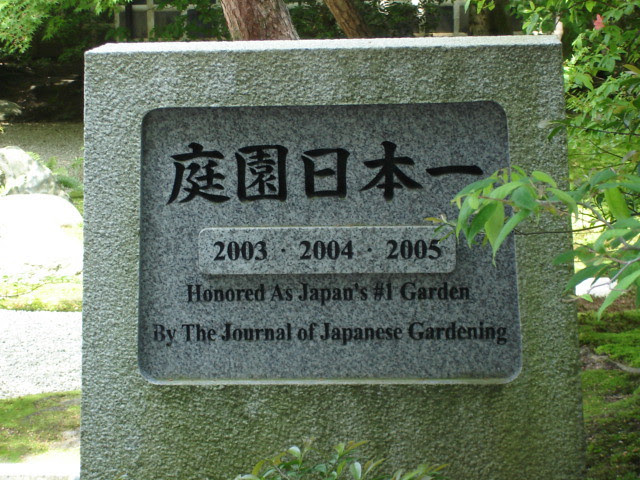 庭園日本一
2003 · 2004 · 2005
Honored As Japan's #1 Garden
By The Journal of Japanese Gardening